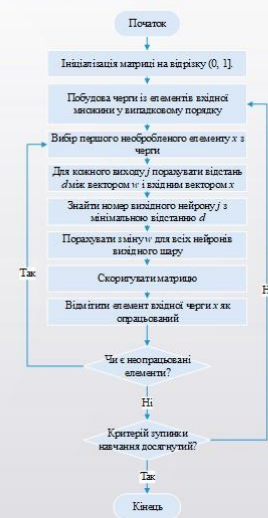 Початок
Ініціалізація матриці на відрізку (0, 1].
Побудова черги із елементів вхідної
множини у випадковому порядку
Вибір першого необробленого елементу x з
черги
Для кожного виходу j порахувати відстань
d між вектором w і вхідним вектором x
Знайти номер вихідного нейрону j з
мінімальною відстанню d
Порахувати зміну w для всіх нейронів
вихідного шару
Скоригувати матрицю
Відмітити елемент вхідної черги x як
опрацьований
Так
Чи є неопрацьовані
елементи?
Ні
Критерій зупинки
навчання досягнутий?
Так
Кінець